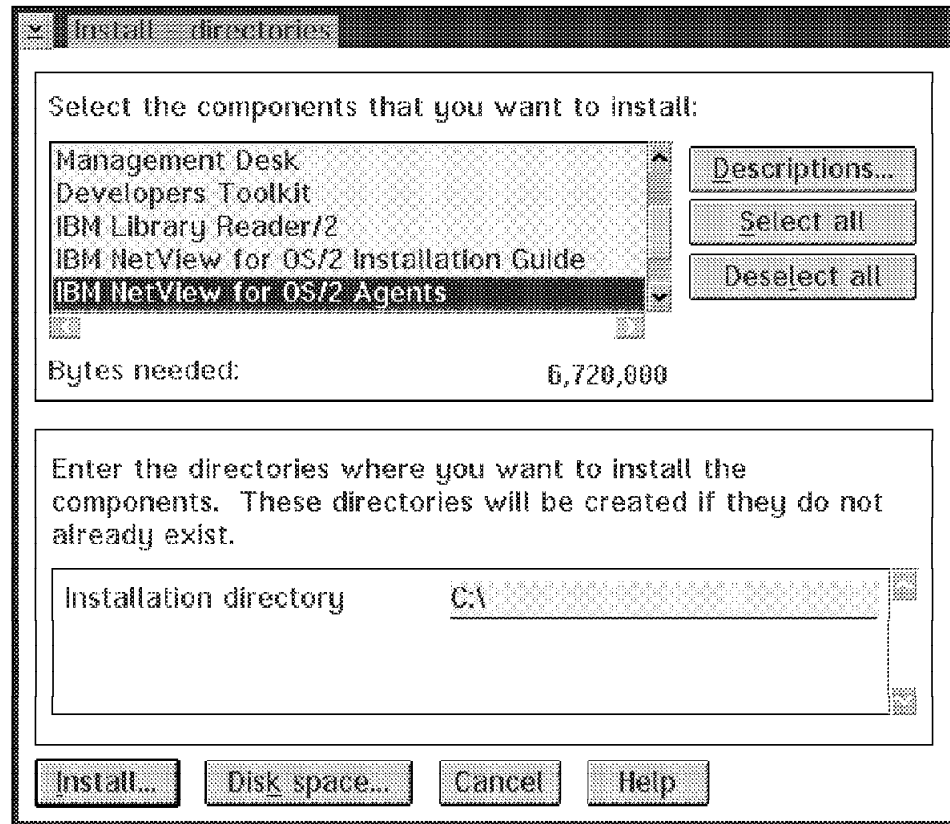 Install - directories
Select the components that you want to install:
Management Desk
Developers Toolkit
IBM Library Reader/2
IBM NetView for OS/2 Installation Guide
IBM NetView for OS/2 Agents
Descriptions...
Select all
Deselect all
Bytes needed: 6,720,000
Enter the directories where you want to install the
components. These directories will be created if they do not
already exist.
Installation directory C:\
Install... Disk space... Cancel Help